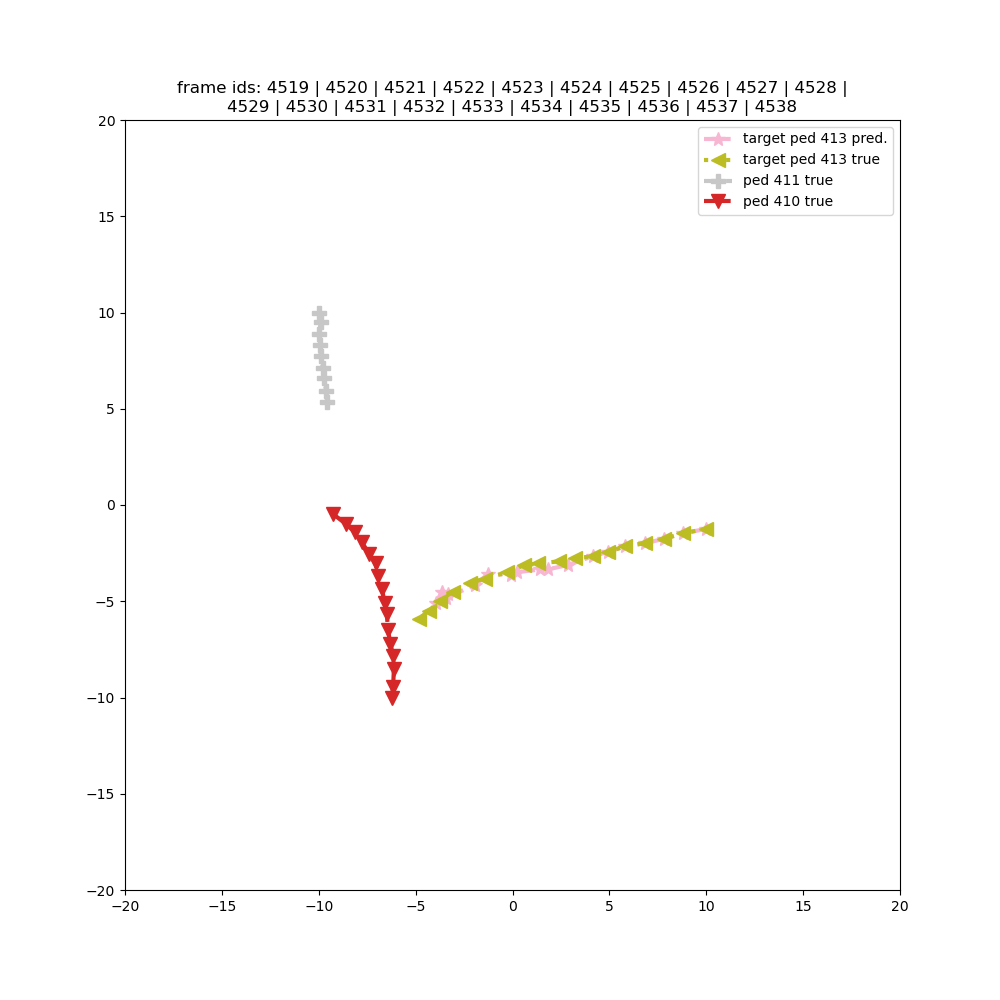 frame ids: 4519 | 4520 | 4521 | 4522 | 4523 | 4524 | 4525 | 4526 | 4527 | 4528 |
4529 | 4530 | 4531 | 4532 | 4533 | 4534 | 4535 | 4536 | 4537 | 4538
target ped 413 pred.
target ped 413 true
ped 411 true
ped 410 true
20
15
10
5
0
−5
−10
−15
−20
−20 −15 −10 −5 0 5 10 15 20